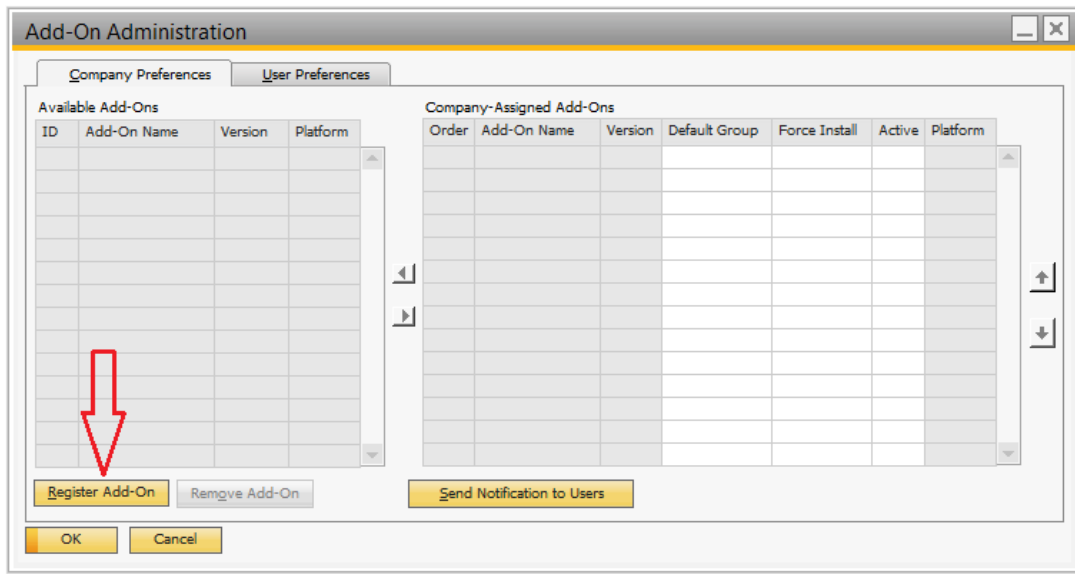 Add-On Administration
Company Preferences
User Preferences
Available Add-Ons
Company-Assigned Add-Ons
ID Add-On Name Version Platform
Order Add-On Name Version Default Group Force Install Active Platform
Register Add-On
Remove Add-On
Send Notification to Users
OK
Cancel